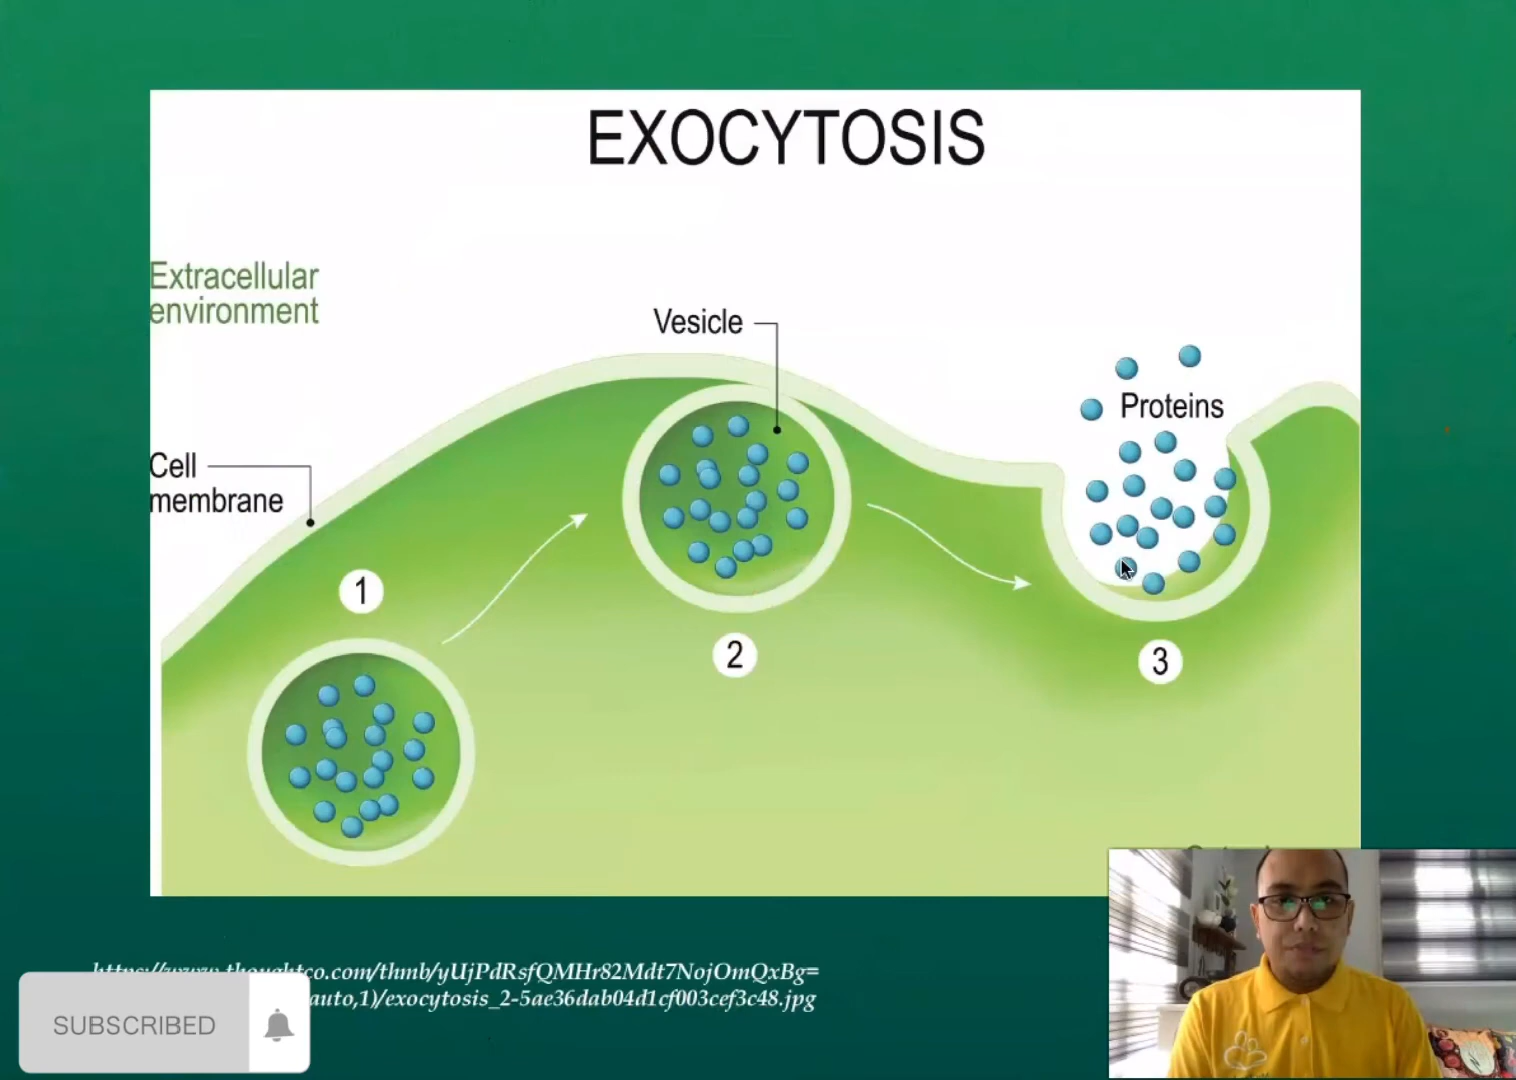 EXOCYTOSIS
Extracellular
environment
Vesicle
Proteins
Cell
membrane
1
2
3
https://www.thoughtco.com/thmb/yUjPdRsfQMHr82Mdt7NojOmQxBg=
auto,1)/exocytosis_2-5ae36dab04d1cf003cef3c48.jpg
SUBSCRIBED